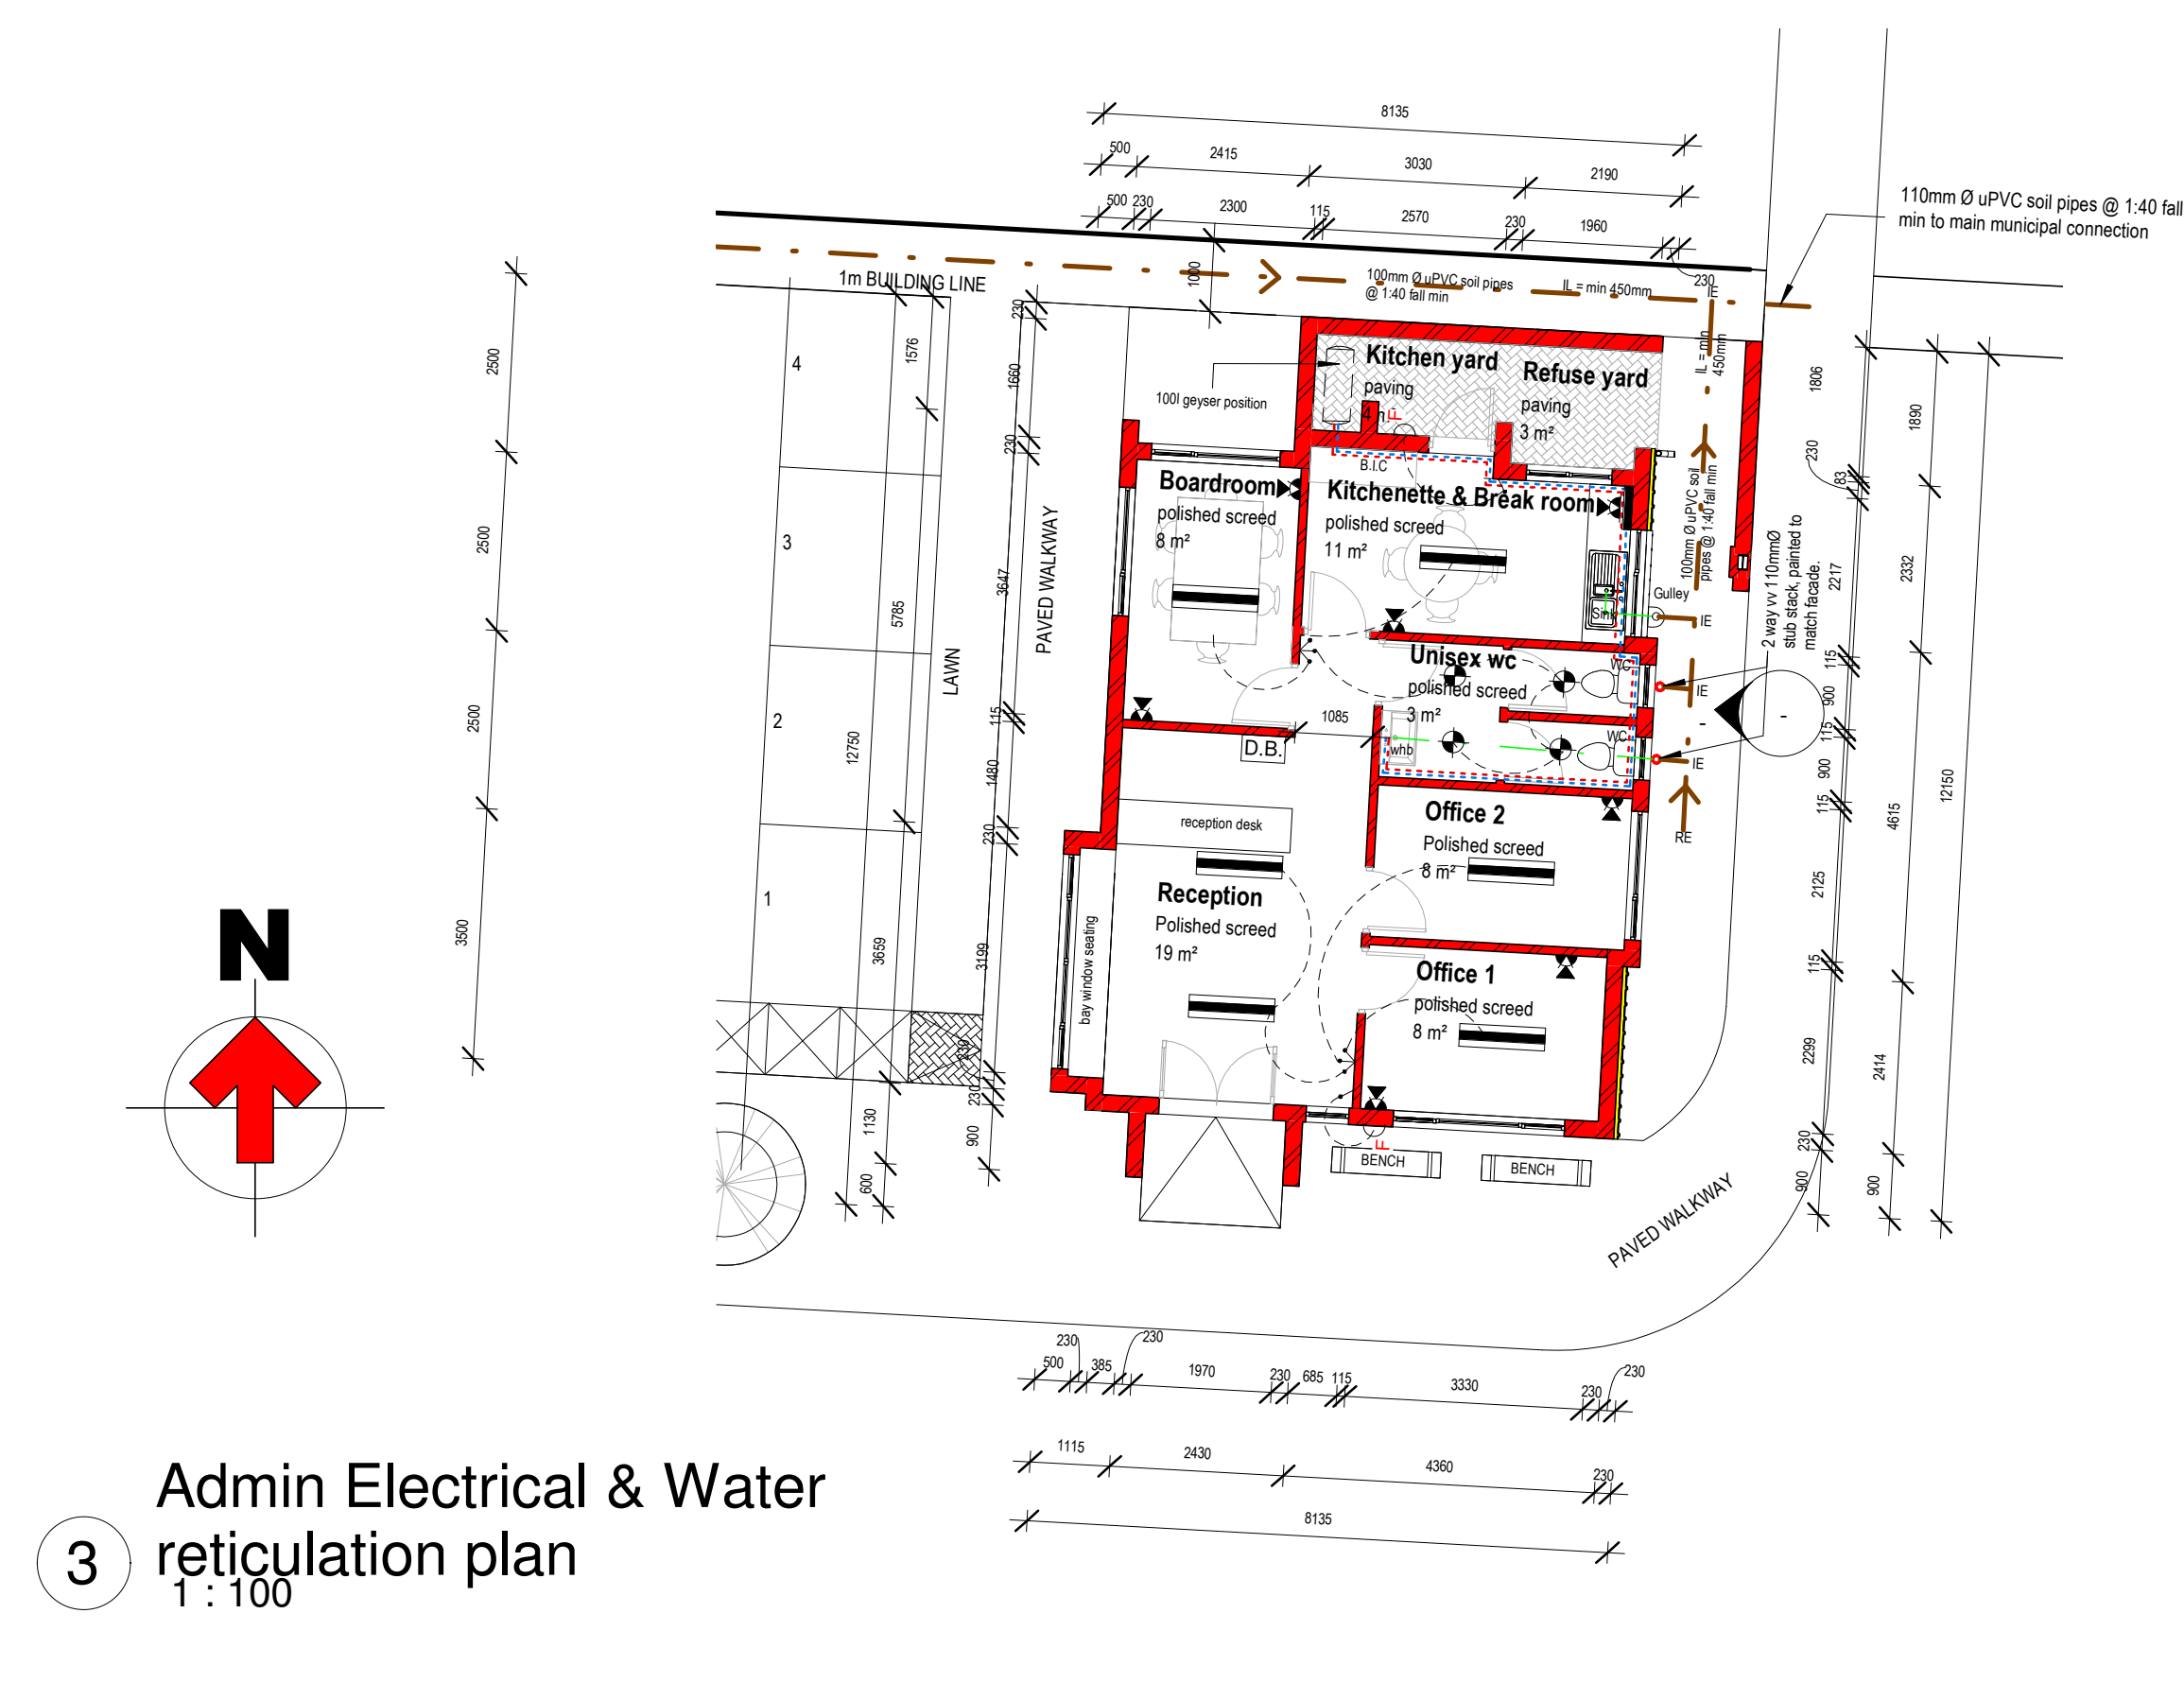 8135
500
2415
3030
2190
500
230
2300
115
2570
230
1960
230
110mm Ø uPVC soil pipes @ 1:40 fall
min to main municipal connection
1m BUILDING LINE
1000
100mm Ø uPVC soil pipes
@ 1:40 fall min
IL = min 450mm
IE
IL = min
450mm
2500
2500
2500
2500
3500
4
3
2
1
1576
5785
12750
3659
1130
600
LAWN
PAVED WALKWAY
230
1660
230
3647
115
1480
230
3199
230
230
900
100l geyser position
Kitchen yard
paving
4 m²
F
Refuse yard
paving
3 m²
B.I.C
Boardroom
polished screed
8 m²
Kitchenette & Break room
polished screed
11 m²
Sink
Gulley
IE
100mm Ø uPVC soil
pipes @ 1:40 fall min
2 way vv 110mmØ
stub stack, painted to
match facade.
Unisex wc
polished screed
3 m²
WC
WC
whb
IE
IE
RE
-
-
1085
D.B.
reception desk
Reception
Polished screed
19 m²
bay window seating
Office 2
Polished screed
8 m²
Office 1
polished screed
8 m²
F
BENCH
BENCH
PAVED WALKWAY
1806
230
83
2217
115
900
115
900
115
2125
115
2299
230
900
1890
2332
4615
2414
900
12150
N
230
230
500
385
1970
230
685
115
3330
230
230
1115
2430
4360
230
8135
3
Admin Electrical & Water
reticulation plan
1 : 100